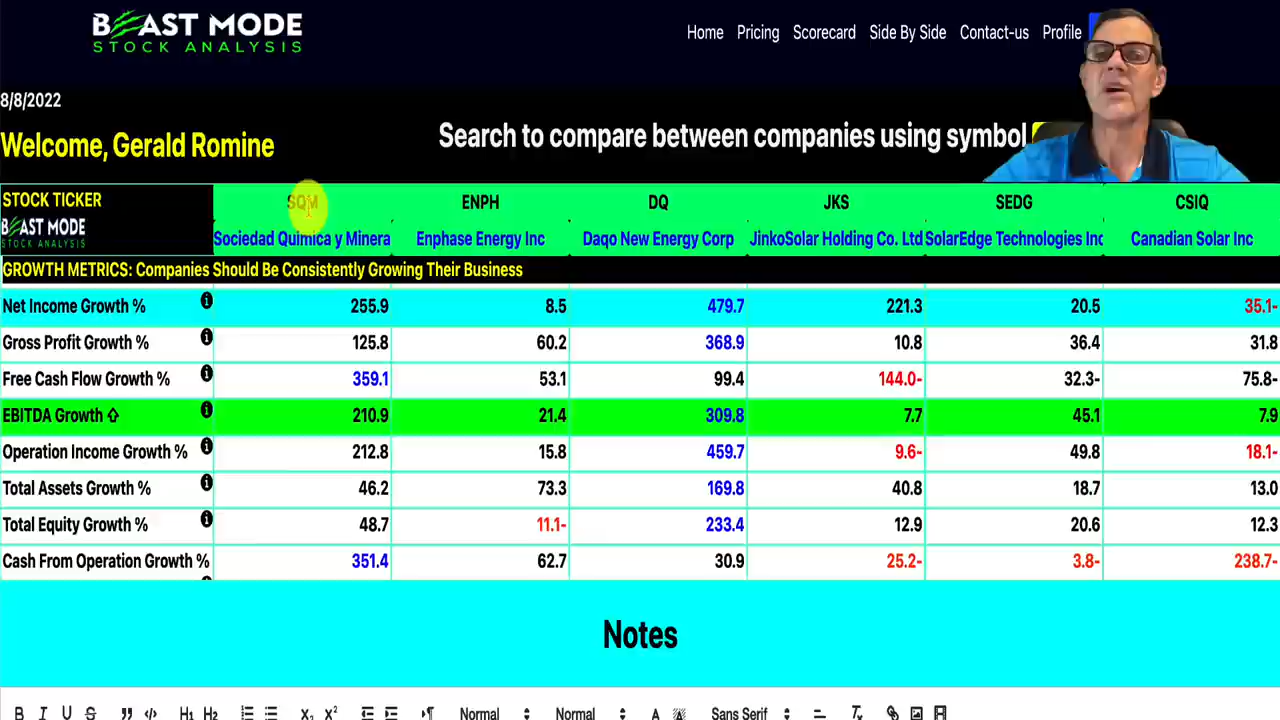 BEAST MODE
STOCK ANALYSIS
Home Pricing Scorecard Side By Side Contact-us Profile
8/8/2022
Welcome, Gerald Romine
Search to compare between companies using symbol
STOCK TICKER SQM ENPH DQ JKS SEDG CSIQ
BEAST MODE
STOCK ANALYSIS
Sociedad Quimica y Minera Enphase Energy Inc Daqo New Energy Corp JinkoSolar Holding Co. Ltd SolarEdge Technologies Inc Canadian Solar Inc
GROWTH METRICS: Companies Should Be Consistently Growing Their Business
Net Income Growth % 255.9 8.5 479.7 221.3 20.5 35.1-
Gross Profit Growth % 125.8 60.2 368.9 10.8 36.4 31.8
Free Cash Flow Growth % 359.1 53.1 99.4 144.0- 32.3- 75.8-
EBITDA Growth ⇧ 210.9 21.4 309.8 7.7 45.1 7.9
Operation Income Growth % 212.8 15.8 459.7 9.6- 49.8 18.1-
Total Assets Growth % 46.2 73.3 169.8 40.8 18.7 13.0
Total Equity Growth % 48.7 11.1- 233.4 12.9 20.6 12.3
Cash From Operation Growth % 351.4 62.7 30.9 25.2- 3.8- 238.7-
Notes
B I U S H1 H2 X2 X² Normal Normal A Sans Serif